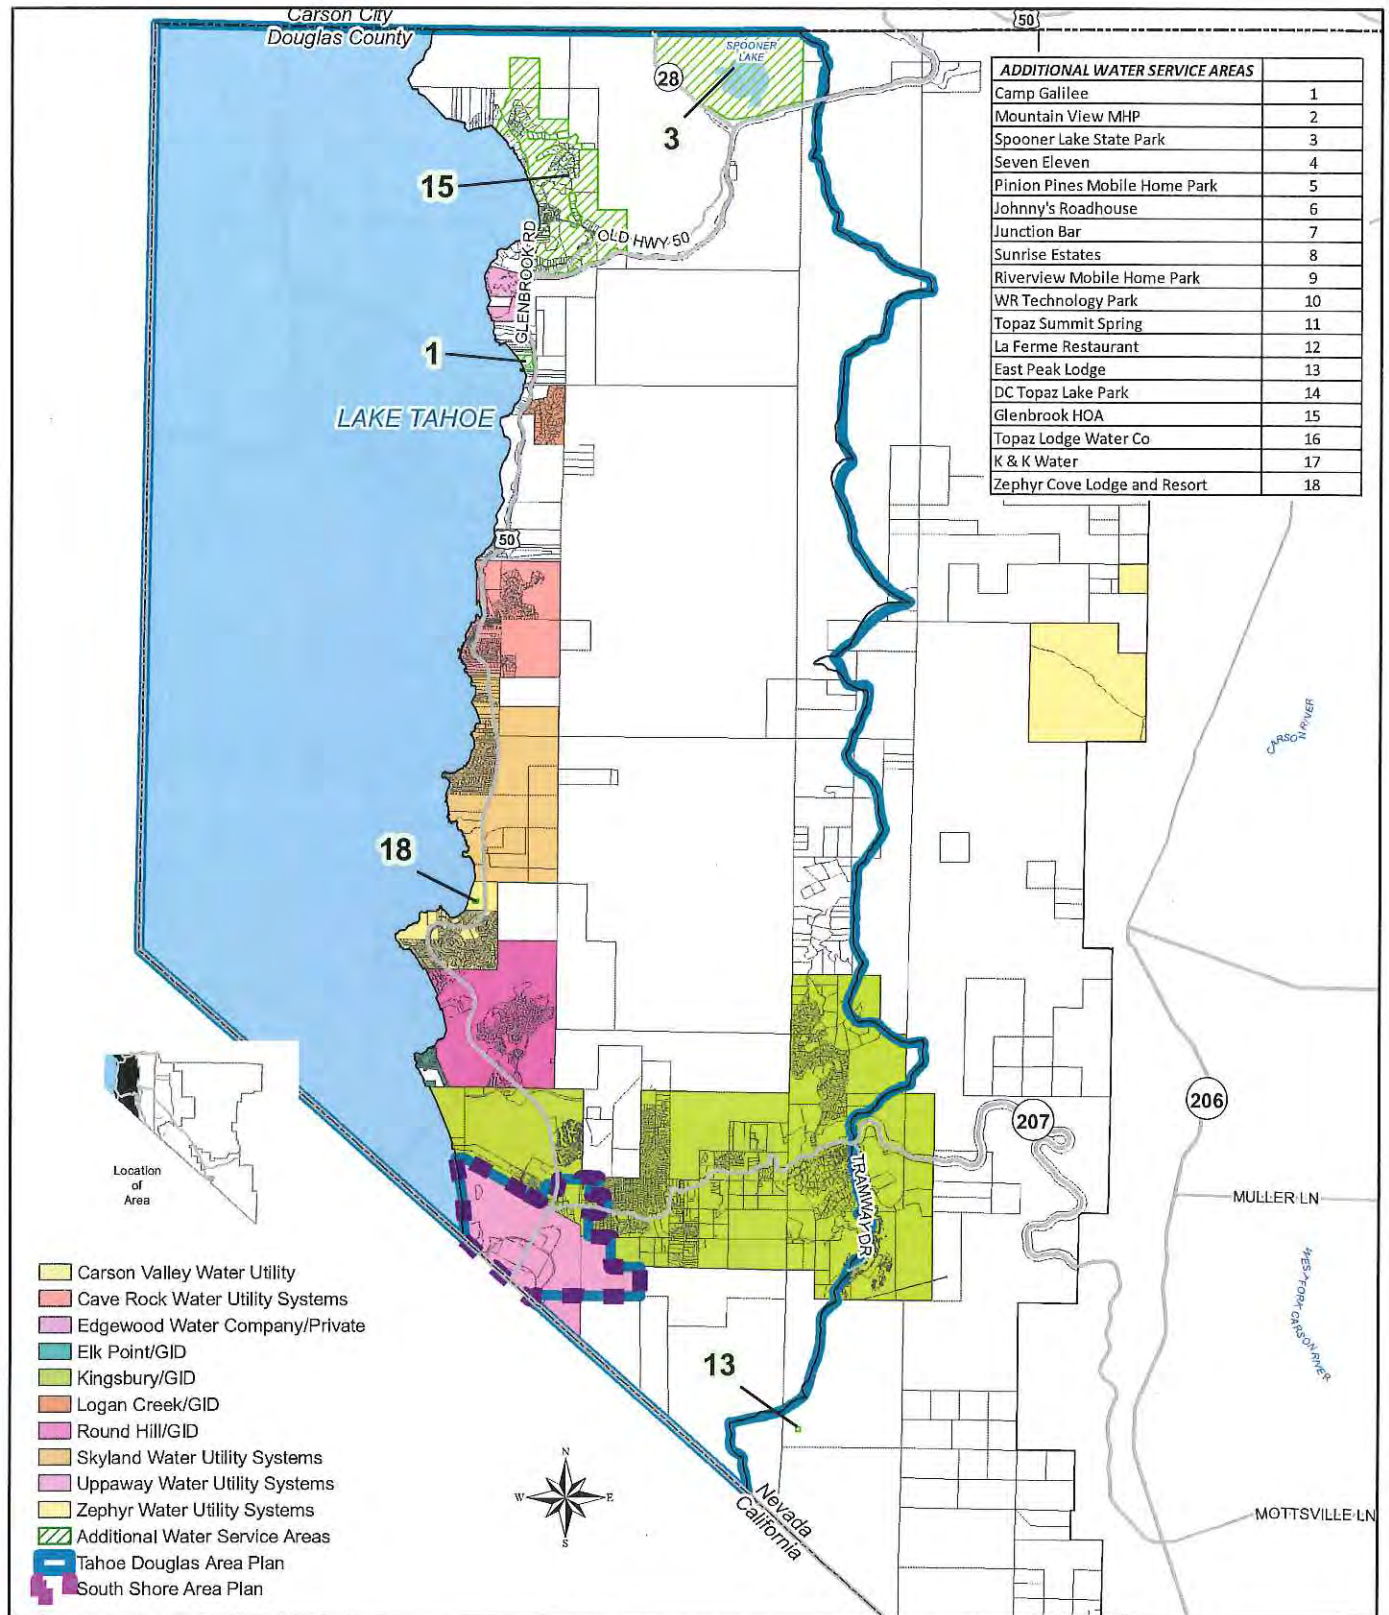 Carson City
Douglas County
50
SPOONER
LAKE
28
3
ADDITIONAL WATER SERVICE AREAS
Camp Galilee 1
Mountain View MHP 2
Spooner Lake State Park 3
Seven Eleven 4
Pinion Pines Mobile Home Park 5
Johnny's Roadhouse 6
Junction Bar 7
Sunrise Estates 8
Riverview Mobile Home Park 9
WR Technology Park 10
Topaz Summit Spring 11
La Ferme Restaurant 12
East Peak Lodge 13
DC Topaz Lake Park 14
Glenbrook HOA 15
Topaz Lodge Water Co 16
K & K Water 17
Zephyr Cove Lodge and Resort 18
15
OLD HWY 50
GLENBROOK RD
1
LAKE TAHOE
50
CARSON RIVER
18
206
207
Location
of
Area
TRAMWAY DR
MULLER LN
WEST FORK CARSON RIVER
13
Carson Valley Water Utility
Cave Rock Water Utility Systems
Edgewood Water Company/Private
Elk Point/GID
Kingsbury/GID
Logan Creek/GID
Round Hill/GID
Skyland Water Utility Systems
Uppaway Water Utility Systems
Zephyr Water Utility Systems
Additional Water Service Areas
Tahoe Douglas Area Plan
South Shore Area Plan
N
W E
S
Nevada
California
MOTTSVILLE LN